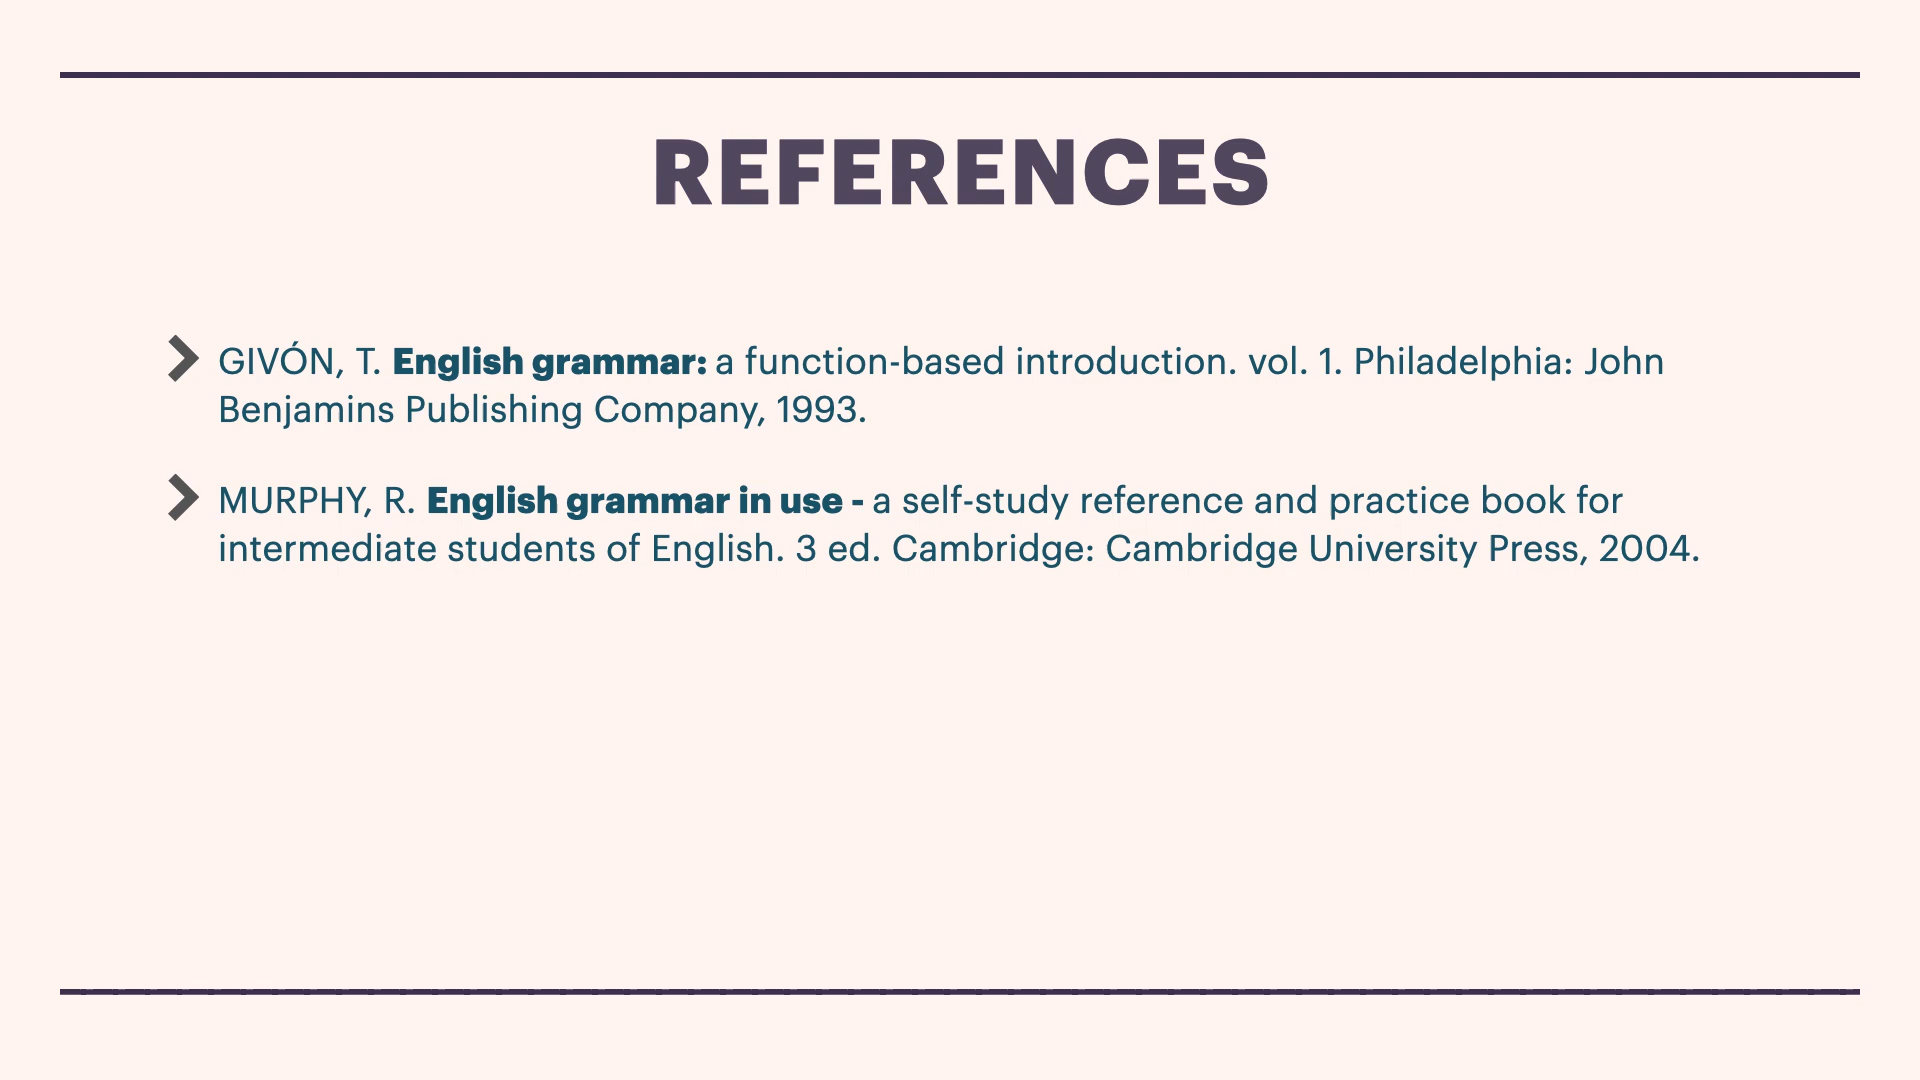 REFERENCES
GIVÓN, T. English grammar: a function-based introduction. vol. 1. Philadelphia: John
Benjamins Publishing Company, 1993.
MURPHY, R. English grammar in use - a self-study reference and practice book for
intermediate students of English. 3 ed. Cambridge: Cambridge University Press, 2004.